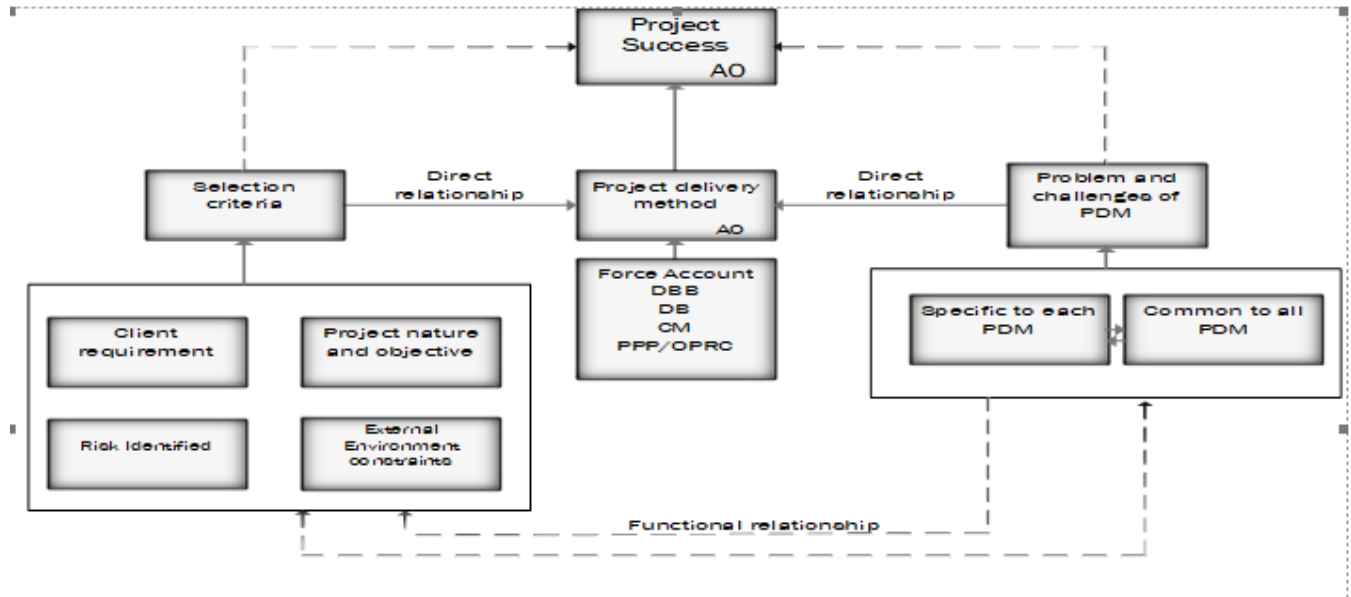 Project
Success
AO
Selection
criteria
Direct
relationship
Project delivery
method
AO
Direct
relationship
Problem and
challenges of
PDM
Force Account
DBB
DB
CM
PPP/OPRC
Client
requirement
Project nature
and objective
Risk Identified
External
Environment
constraints
Specific to each
PDM
Common to all
PDM
Functional relationship